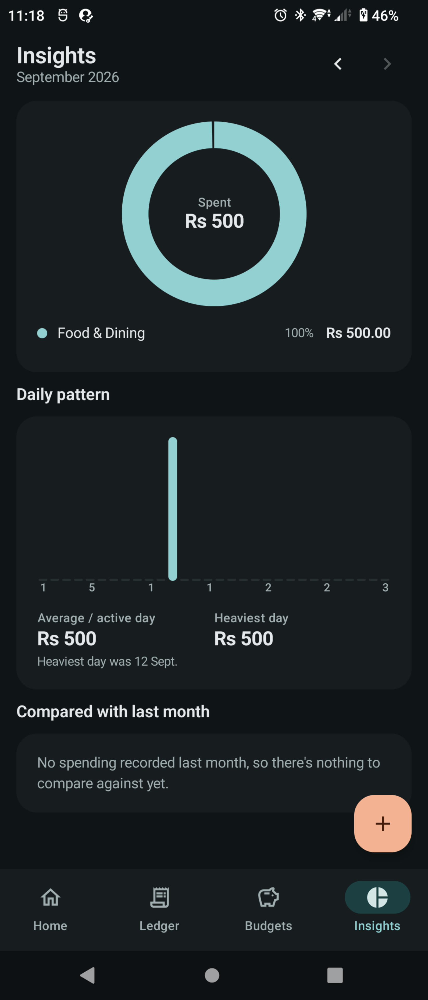 11:18
46%
Insights
September 2026
Spent
Rs 500
Food & Dining 100% Rs 500.00
Daily pattern
1 5 1 1 2 2 3
Average / active day Heaviest day
Rs 500 Rs 500
Heaviest day was 12 Sept.
Compared with last month
No spending recorded last month, so there's nothing to
compare against yet.
+
Home Ledger Budgets Insights